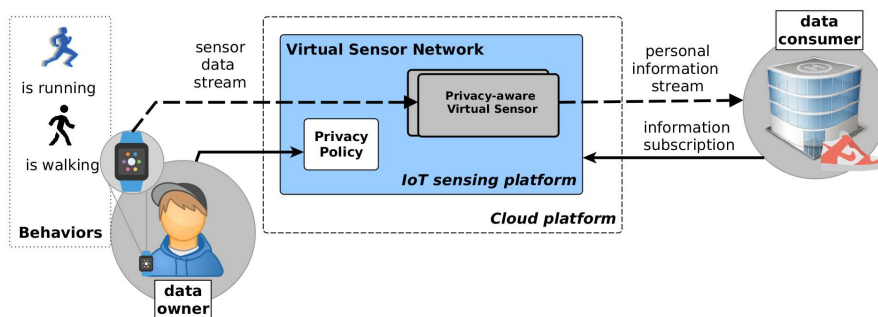 is running
is walking
Behaviors
data
owner
sensor
data
stream
Virtual Sensor Network
Privacy-aware
Virtual Sensor
Privacy
Policy
IoT sensing platform
Cloud platform
personal
information
stream
information
subscription
data
consumer